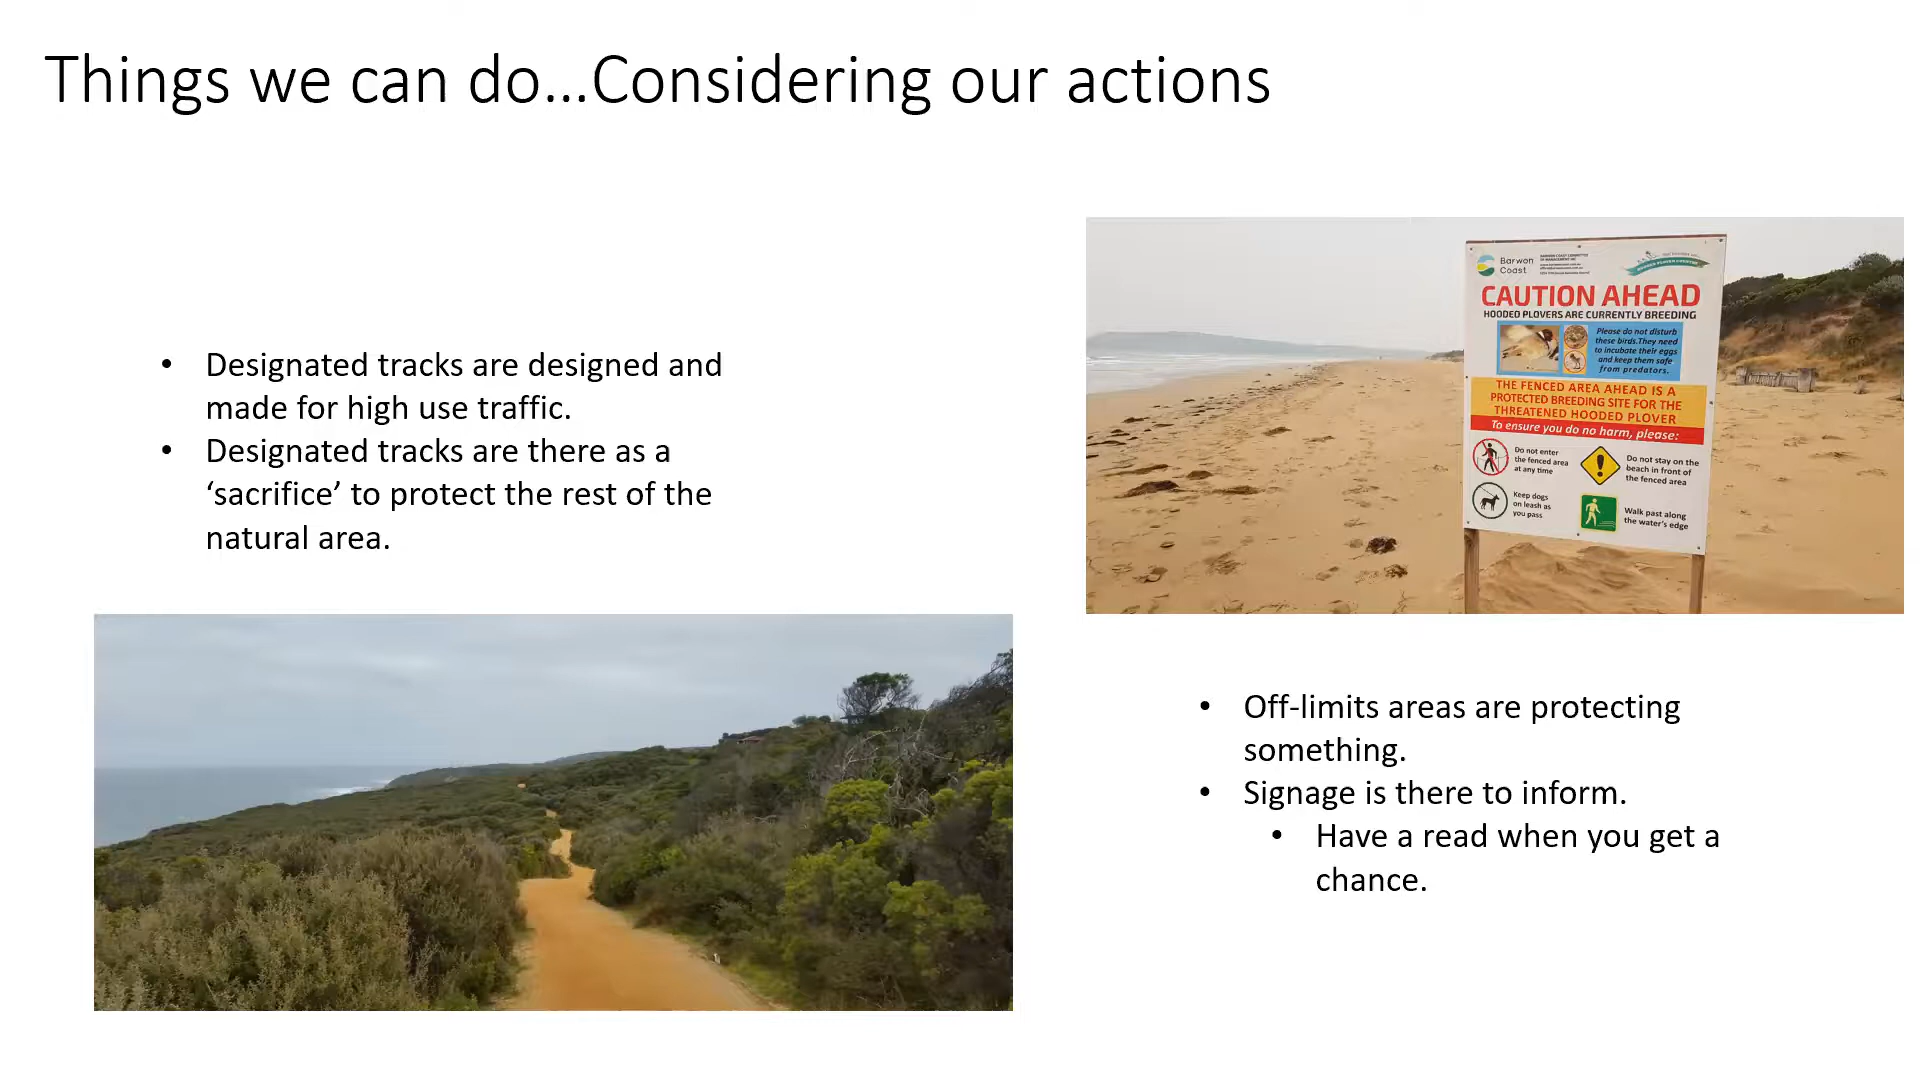 Things we can do...Considering our actions
• Designated tracks are designed and
made for high use traffic.
• Designated tracks are there as a
‘sacrifice’ to protect the rest of the
natural area.
Barwon
Coast
CAUTION AHEAD
HOODED PLOVERS ARE CURRENTLY BREEDING
Please do not disturb
these birds.They need
to incubate their eggs
and keep them safe
from predators.
THE FENCED AREA AHEAD IS A
PROTECTED BREEDING SITE FOR THE
THREATENED HOODED PLOVER
To ensure you do no harm, please:
Do not enter
the fenced area
at any time
Do not stay on the
beach in front of
the fenced area
Keep dogs
on leash as
you pass
Walk past along
the water's edge
• Off-limits areas are protecting
something.
• Signage is there to inform.
• Have a read when you get a
chance.